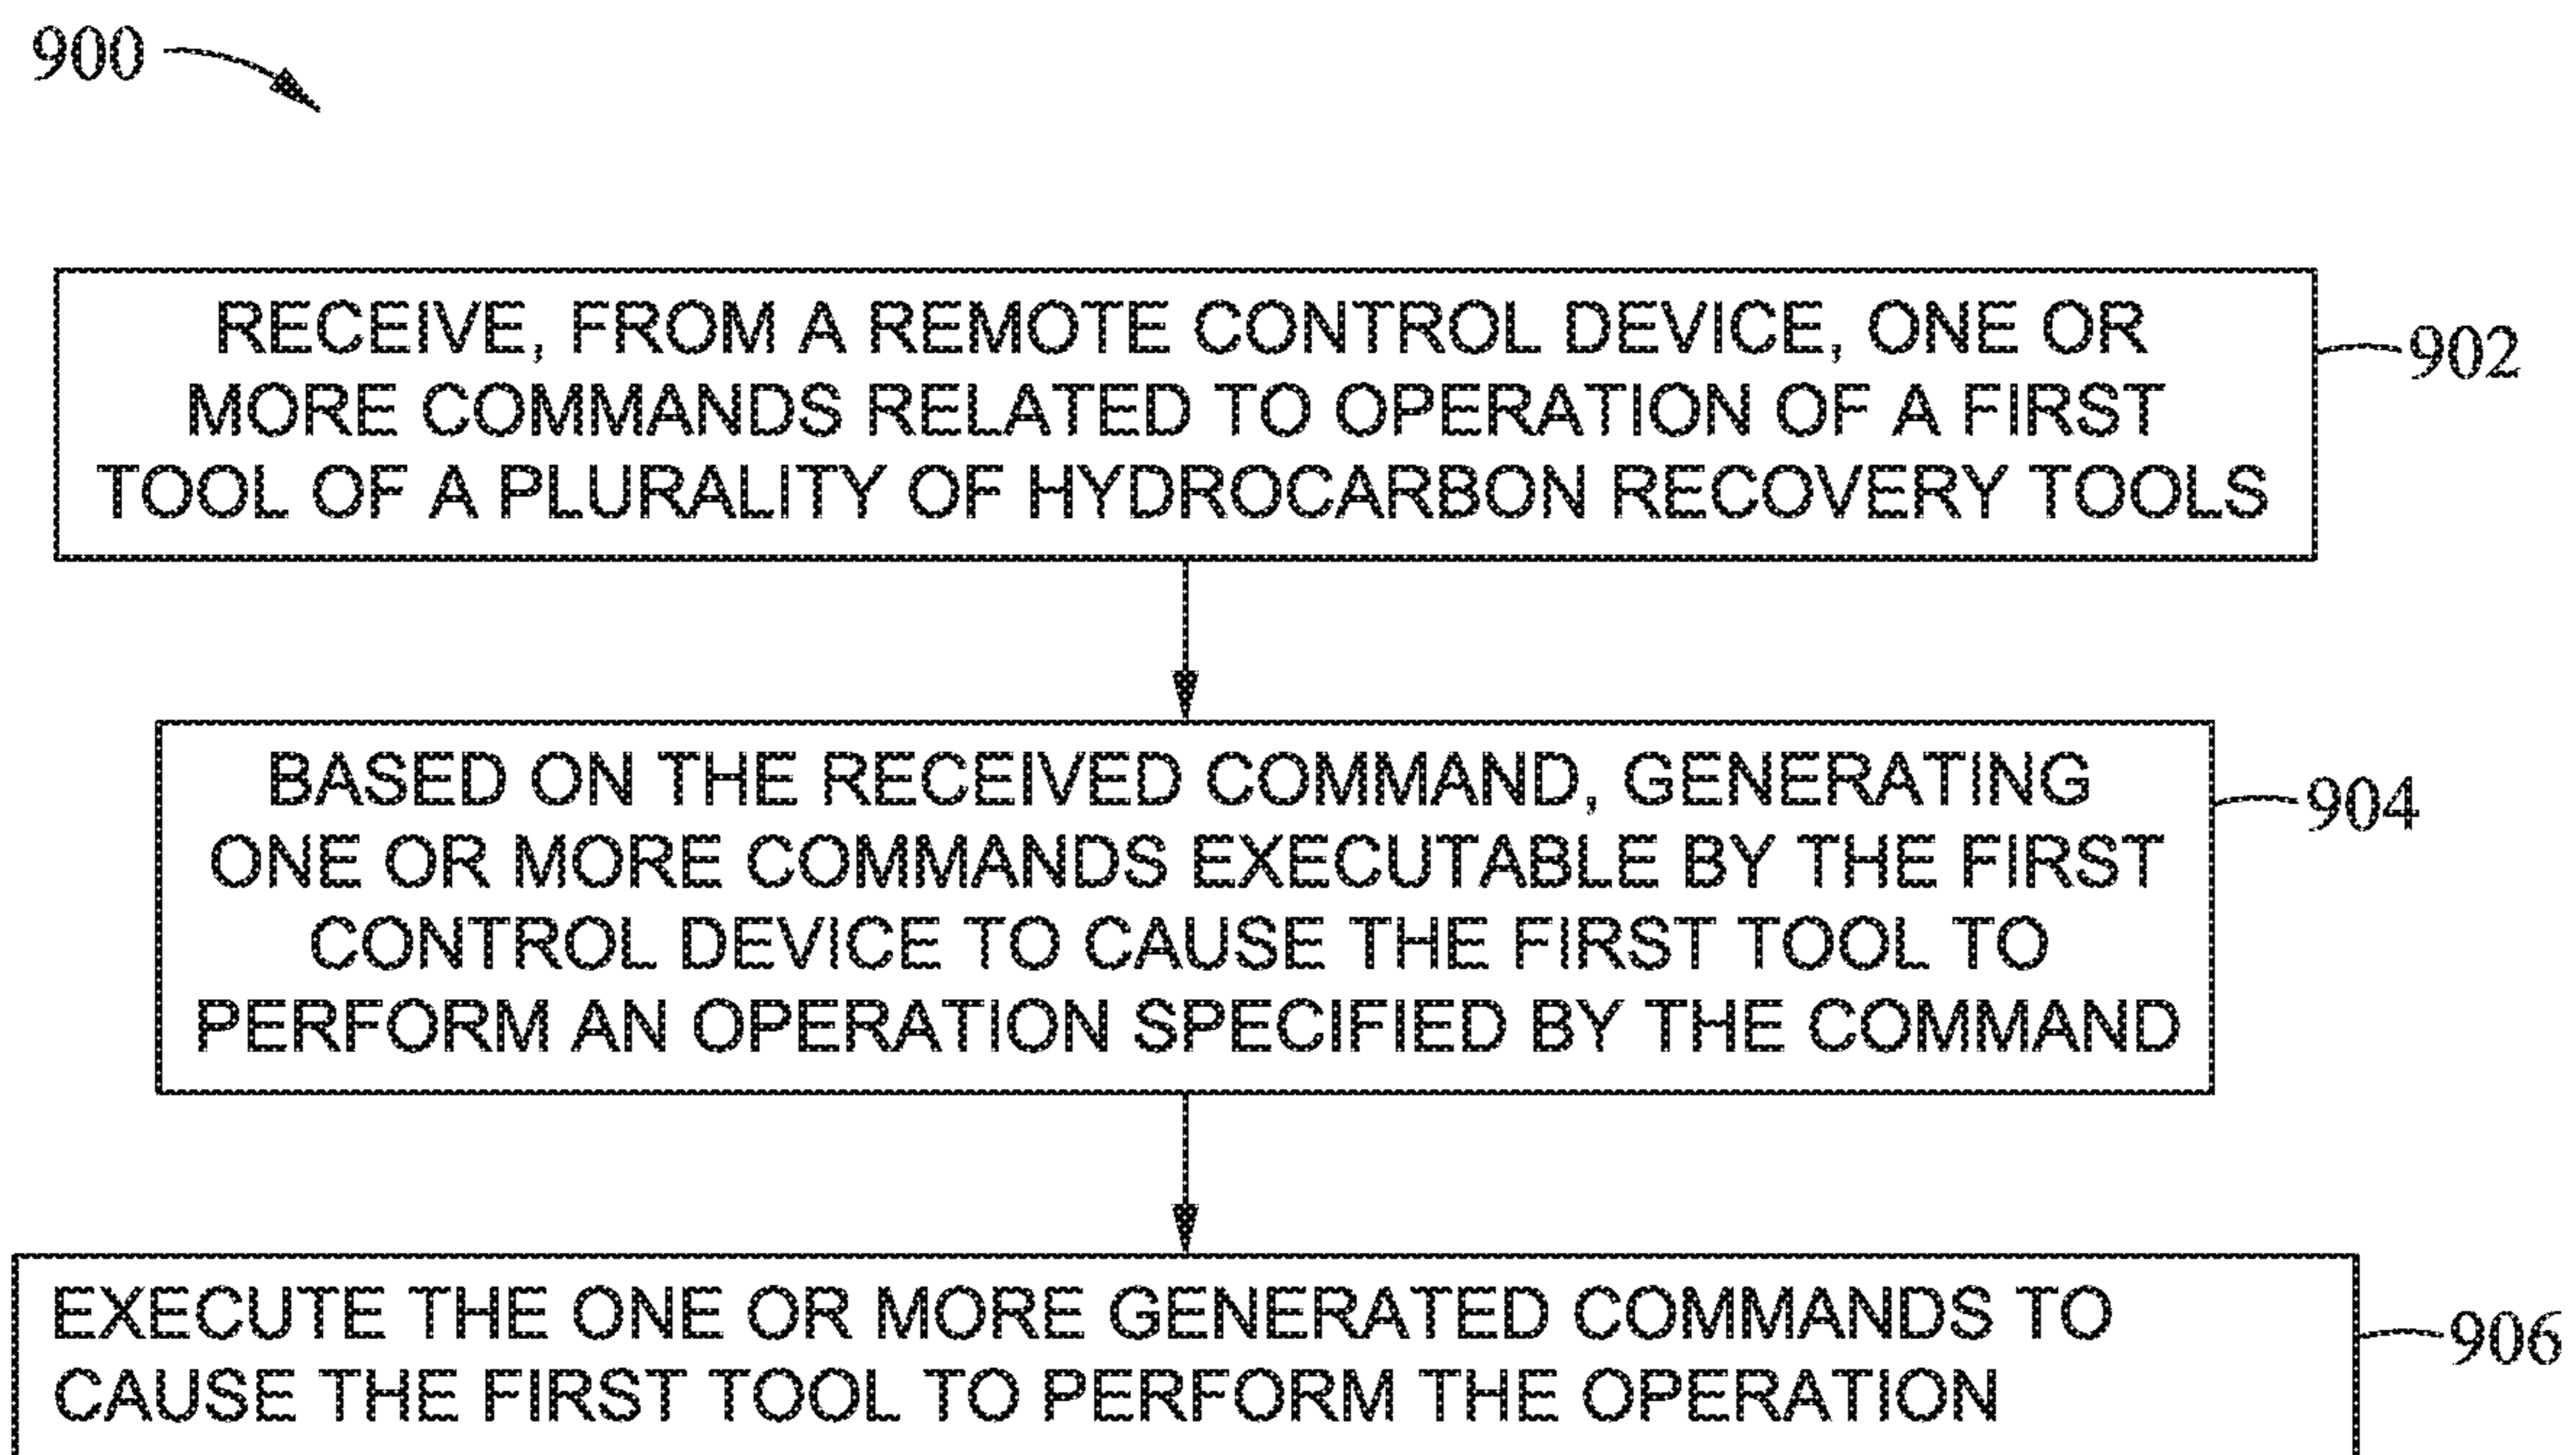 900
RECEIVE, FROM A REMOTE CONTROL DEVICE, ONE OR
MORE COMMANDS RELATED TO OPERATION OF A FIRST
TOOL OF A PLURALITY OF HYDROCARBON RECOVERY TOOLS
902
BASED ON THE RECEIVED COMMAND, GENERATING
ONE OR MORE COMMANDS EXECUTABLE BY THE FIRST
CONTROL DEVICE TO CAUSE THE FIRST TOOL TO
PERFORM AN OPERATION SPECIFIED BY THE COMMAND
904
EXECUTE THE ONE OR MORE GENERATED COMMANDS TO
CAUSE THE FIRST TOOL TO PERFORM THE OPERATION
906